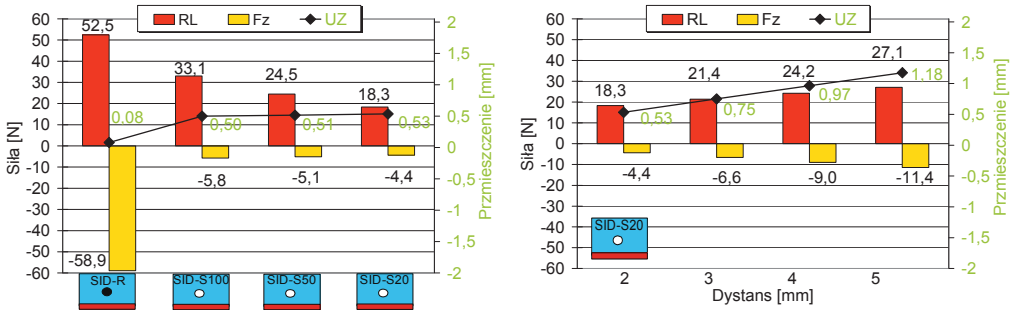 RL Fz UZ
60 2
50 1,5
40 1
30 0,5
20 0
10 -0,5
0 -1
-10 -1,5
-20 -2
-30
-40
-50
-60
Siła [N]
Przmieszczenie [mm]
52,5 33,1 24,5 18,3
0.08 0,50 0,51 0,53
-58,9 -5,8 -5,1 -4,4
SID-R SID-S100 SID-S50 SID-S20
RL Fz UZ
60 2
50 1,5
40 1
30 0,5
20 0
10 -0,5
0 -1
-10 -1,5
-20 -2
-30
-40
-50
-60
Siła [N]
Przmieszczenie [mm]
18,3 21,4 24,2 27,1
0,53 0,75 0,97 1.18
-4,4 -6,6 -9,0 -11,4
SID-S20
2 3 4 5
Dystans [mm]